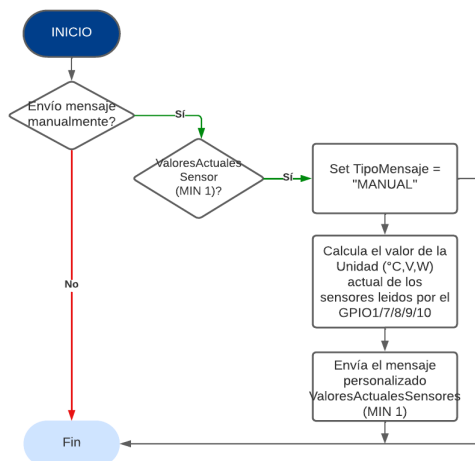 INICIO
Envío mensaje
manualmente?
Sí
ValoresActuales
Sensor
(MIN 1)?
Sí
Set TipoMensaje =
"MANUAL"
Calcula el valor de la
Unidad (°C,V,W)
actual de los
sensores leidos por el
GPIO1/7/8/9/10
No
Envía el mensaje
personalizado
ValoresActualesSensores
(MIN 1)
Fin